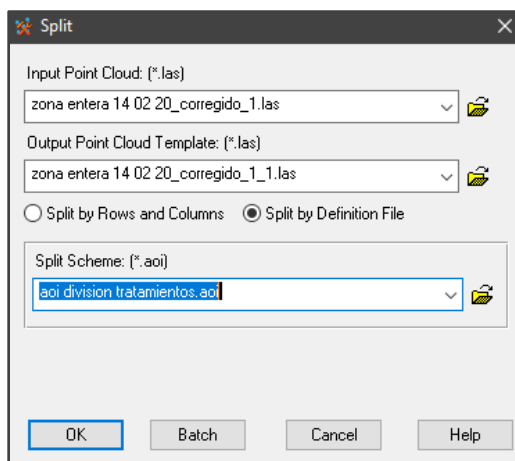 Split
Input Point Cloud: (*.las)
zona entera 14 02 20_corregido_1.las
Output Point Cloud Template: (*.las)
zona entera 14 02 20_corregido_1_1.las
Split by Rows and Columns Split by Definition File
Split Scheme: (*.aoi)
aoi division tratamientos.aoi
OK Batch Cancel Help